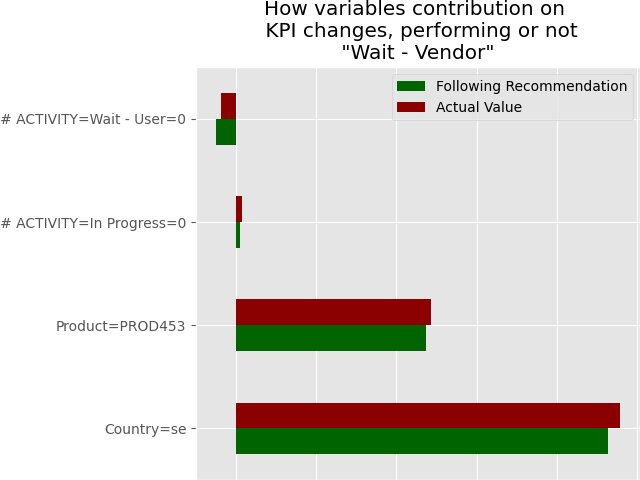 How variables contribution on
KPI changes, performing or not
"Wait - Vendor"
Following Recommendation
Actual Value
# ACTIVITY=Wait - User=0
# ACTIVITY=In Progress=0
Product=PROD453
Country=se